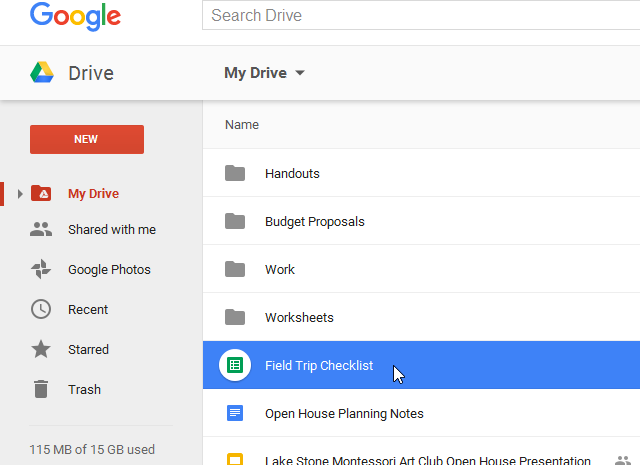 Google
Search Drive
Drive
My Drive
NEW
Name
My Drive
Shared with me
Google Photos
Recent
Starred
Trash
115 MB of 15 GB used
Handouts
Budget Proposals
Work
Worksheets
Field Trip Checklist
Open House Planning Notes
Lake Stone Montessori Art Club Open House Presentation